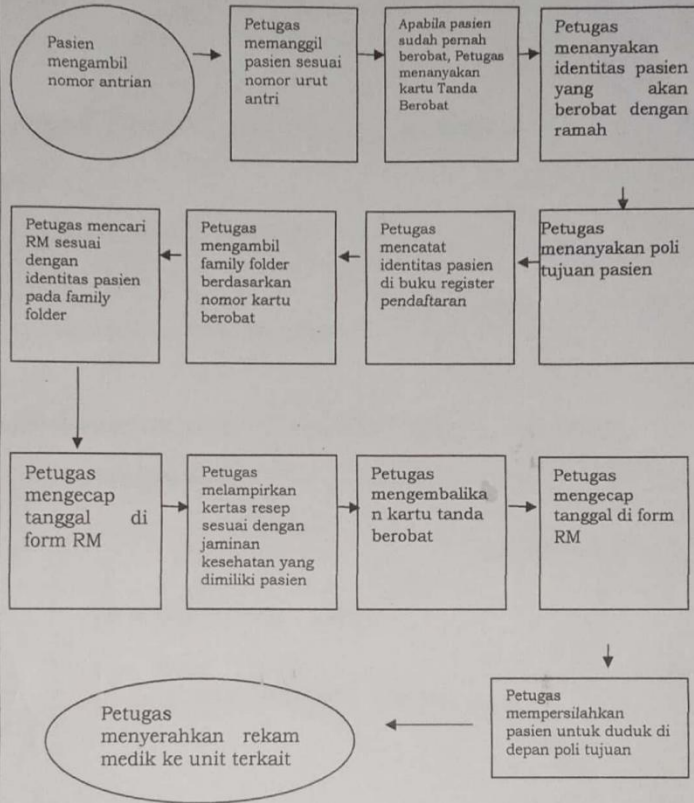 Pasien
mengambil
nomor antrian
Petugas
memanggil
pasien sesuai
nomor urut
antri
Apabila pasien
sudah pernah
berobat, Petugas
menanyakan
kartu Tanda
Berobat
Petugas
menanyakan
identitas pasien
yang akan
berobat dengan
ramah
Petugas
menanyakan poli
tujuan pasien
Petugas
mencatat
identitas pasien
di buku register
pendaftaran
Petugas
mengambil
family folder
berdasarkan
nomor kartu
berobat
Petugas mencari
RM sesuai
dengan
identitas pasien
pada family
folder
Petugas
mengecap
tanggal di
form RM
Petugas
melampirkan
kertas resep
sesuai dengan
jaminan
kesehatan yang
dimiliki pasien
Petugas
mengembalika
n kartu tanda
berobat
Petugas
mengecap
tanggal di form
RM
Petugas
mempersilahkan
pasien untuk duduk di
depan poli tujuan
Petugas
menyerahkan rekam
medik ke unit terkait